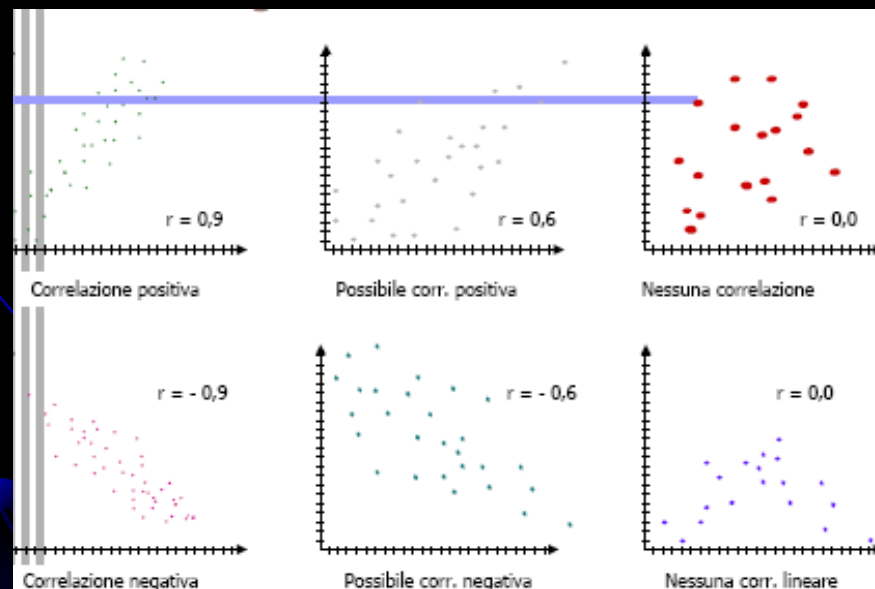 r = 0,9
r = 0,6
r = 0,0
Correlazione positiva
Possibile corr. positiva
Nessuna correlazione
r = - 0,9
r = - 0,6
r = 0,0
Correlazione negativa
Possibile corr. negativa
Nessuna corr. lineare